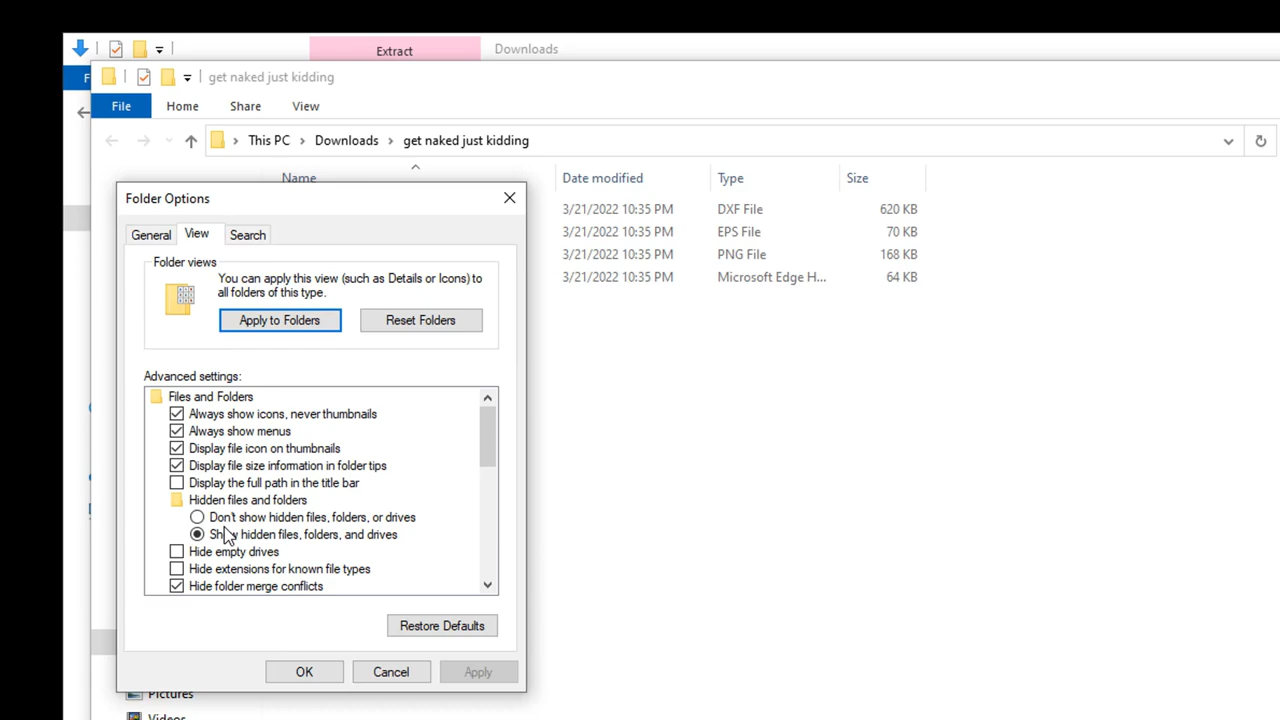 Extract
Downloads
F
get naked just kidding
File
Home
Share
View
This PC
Downloads
get naked just kidding
Name
Date modified
Type
Size
3/21/2022 10:35 PM
DXF File
620 KB
3/21/2022 10:35 PM
EPS File
70 KB
3/21/2022 10:35 PM
PNG File
168 KB
3/21/2022 10:35 PM
Microsoft Edge H...
64 KB
Folder Options
General
View
Search
Folder views
You can apply this view (such as Details or Icons) to
all folders of this type.
Apply to Folders
Reset Folders
Advanced settings:
Files and Folders
Always show icons, never thumbnails
Always show menus
Display file icon on thumbnails
Display file size information in folder tips
Display the full path in the title bar
Hidden files and folders
Don't show hidden files, folders, or drives
Show hidden files, folders, and drives
Hide empty drives
Hide extensions for known file types
Hide folder merge conflicts
Restore Defaults
OK
Cancel
Apply
Pictures
Videos